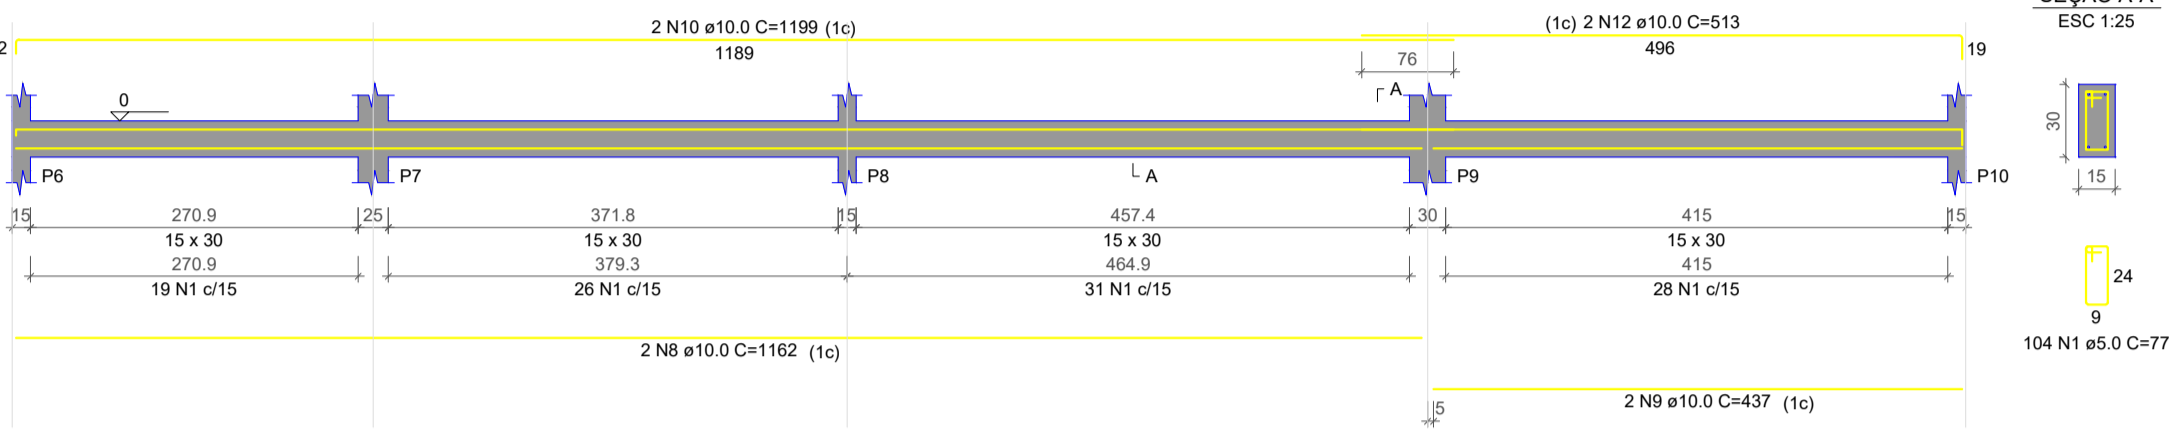 SEÇÃO A-A
ESC 1:25
2 N10 ø10.0 C=1199 (1c)
1189
(1c) 2 N12 ø10.0 C=513
496
2
19
76
A
0
P6
P7
P8
A
P9
P10
30
15
15
270.9
25
371.8
15
457.4
30
415
15
15 x 30
15 x 30
15 x 30
15 x 30
270.9
379.3
464.9
415
19 N1 c/15
26 N1 c/15
31 N1 c/15
28 N1 c/15
24
9
104 N1 ø5.0 C=77
2 N8 ø10.0 C=1162 (1c)
2 N9 ø10.0 C=437 (1c)
5